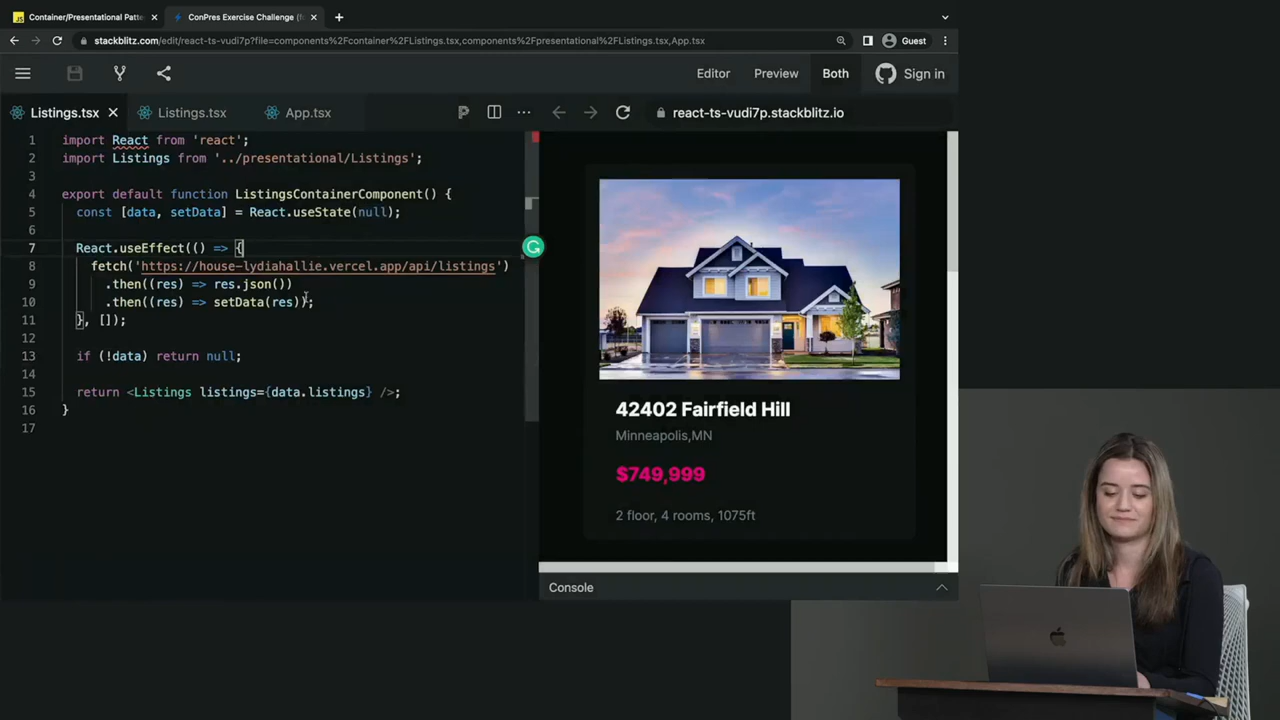 Container/Presentational Patte
ConPres Exercise Challenge (fo
stackblitz.com/edit/react-ts-vudi7p?file=components%2Fcontainer%2FListings.tsx,components%2Fpresentational%2FListings.tsx,App.tsx
Guest
Editor
Preview
Both
Sign in
Listings.tsx
Listings.tsx
App.tsx
react-ts-vudi7p.stackblitz.io
1 import React from 'react';
2 import Listings from '../presentational/Listings';
3
4 export default function ListingsContainerComponent() {
5 const [data, setData] = React.useState(null);
6
7 React.useEffect(() => {
8 fetch('https://house-lydiahallie.vercel.app/api/listings')
9 .then((res) => res.json())
10 .then((res) => setData(res));
11 }, []);
12
13 if (!data) return null;
14
15 return <Listings listings={data.listings} />;
16 }
17
42402 Fairfield Hill
Minneapolis,MN
$749,999
2 floor, 4 rooms, 1075ft
Console